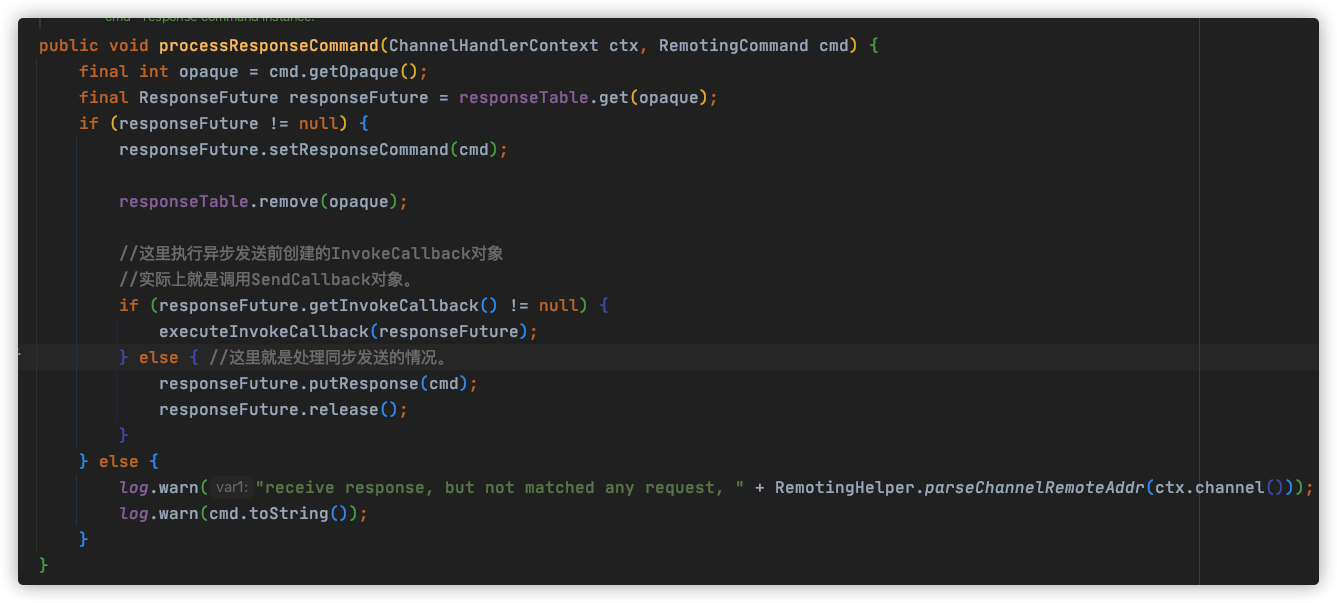 cmd response command instance.
public void processResponseCommand(ChannelHandlerContext ctx, RemotingCommand cmd) {
final int opaque = cmd.getOpaque();
final ResponseFuture responseFuture = responseTable.get(opaque);
if (responseFuture != null) {
responseFuture.setResponseCommand(cmd);
responseTable.remove(opaque);
//这里执行异步发送前创建的InvokeCallback对象
//实际上就是调用SendCallback对象。
if (responseFuture.getInvokeCallback() != null) {
executeInvokeCallback(responseFuture);
} else { //这里就是处理同步发送的情况。
responseFuture.putResponse(cmd);
responseFuture.release();
}
} else {
log.warn( var1: "receive response, but not matched any request, " + RemotingHelper.parseChannelRemoteAddr(ctx.channel()));
log.warn(cmd.toString());
}
}